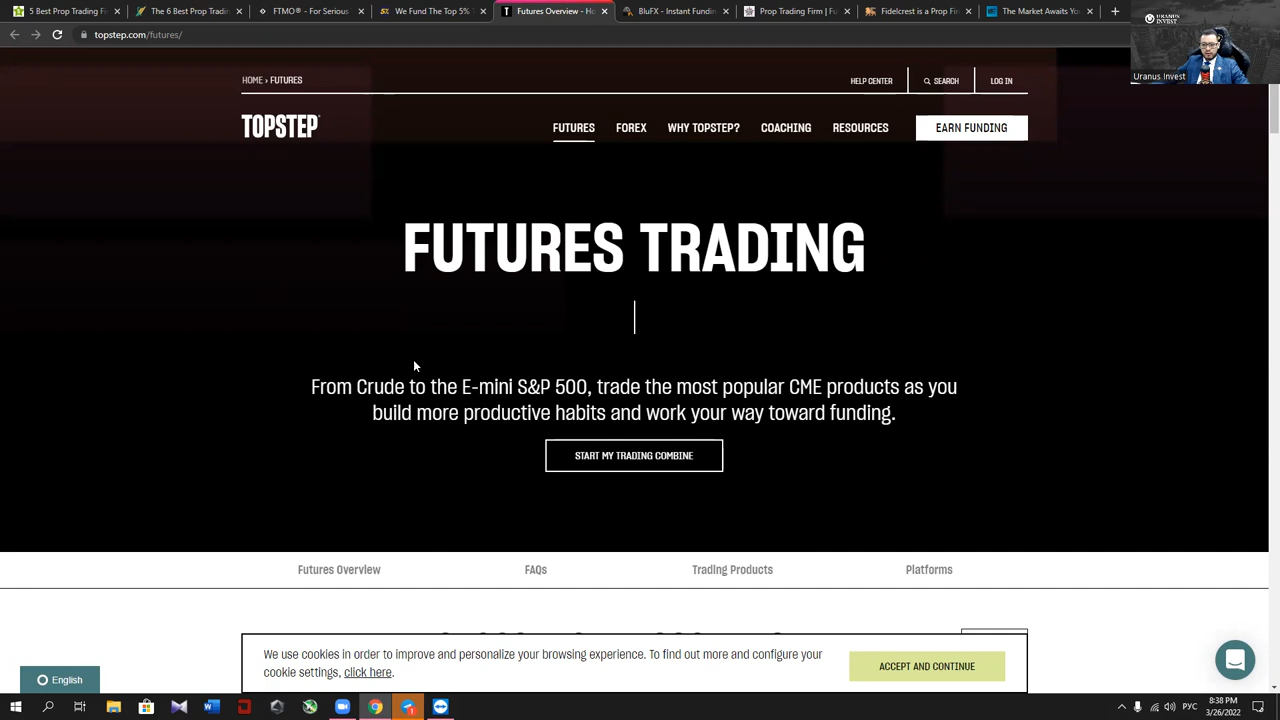 5 Best Prop Trading Fi
The 6 Best Prop Tradin
FTMO® - For Serious
We Fund The Top 5%
Futures Overview - Ho
BluFX - Instant Fundin
Prop Trading Firm | Fu
Fidelcrest is a Prop Fi
The Market Awaits Yo
topstep.com/futures/
URANUS
INVEST
Uranus Invest
HOME › FUTURES
HELP CENTER
SEARCH
LOG IN
TOPSTEP
FUTURES
FOREX
WHY TOPSTEP?
COACHING
RESOURCES
EARN FUNDING
FUTURES TRADING
From Crude to the E-mini S&P 500, trade the most popular CME products as you
build more productive habits and work your way toward funding.
START MY TRADING COMBINE
Futures Overview
FAQs
Trading Products
Platforms
We use cookies in order to improve and personalize your browsing experience. To find out more and configure your
cookie settings, click here.
ACCEPT AND CONTINUE
English
РУС
8:38 PM
3/26/2022